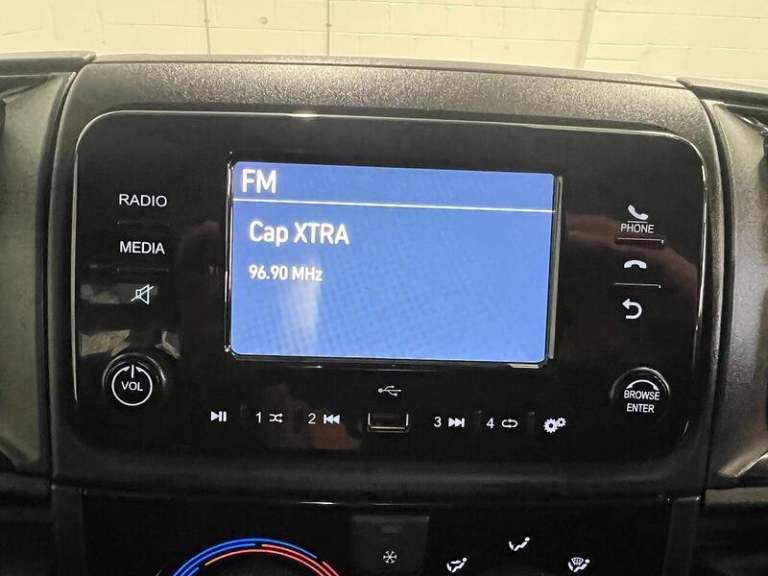 FM
Cap XTRA
96.90 MHz
RADIO
MEDIA
VOL
PHONE
BROWSE
ENTER
1
2
3
4